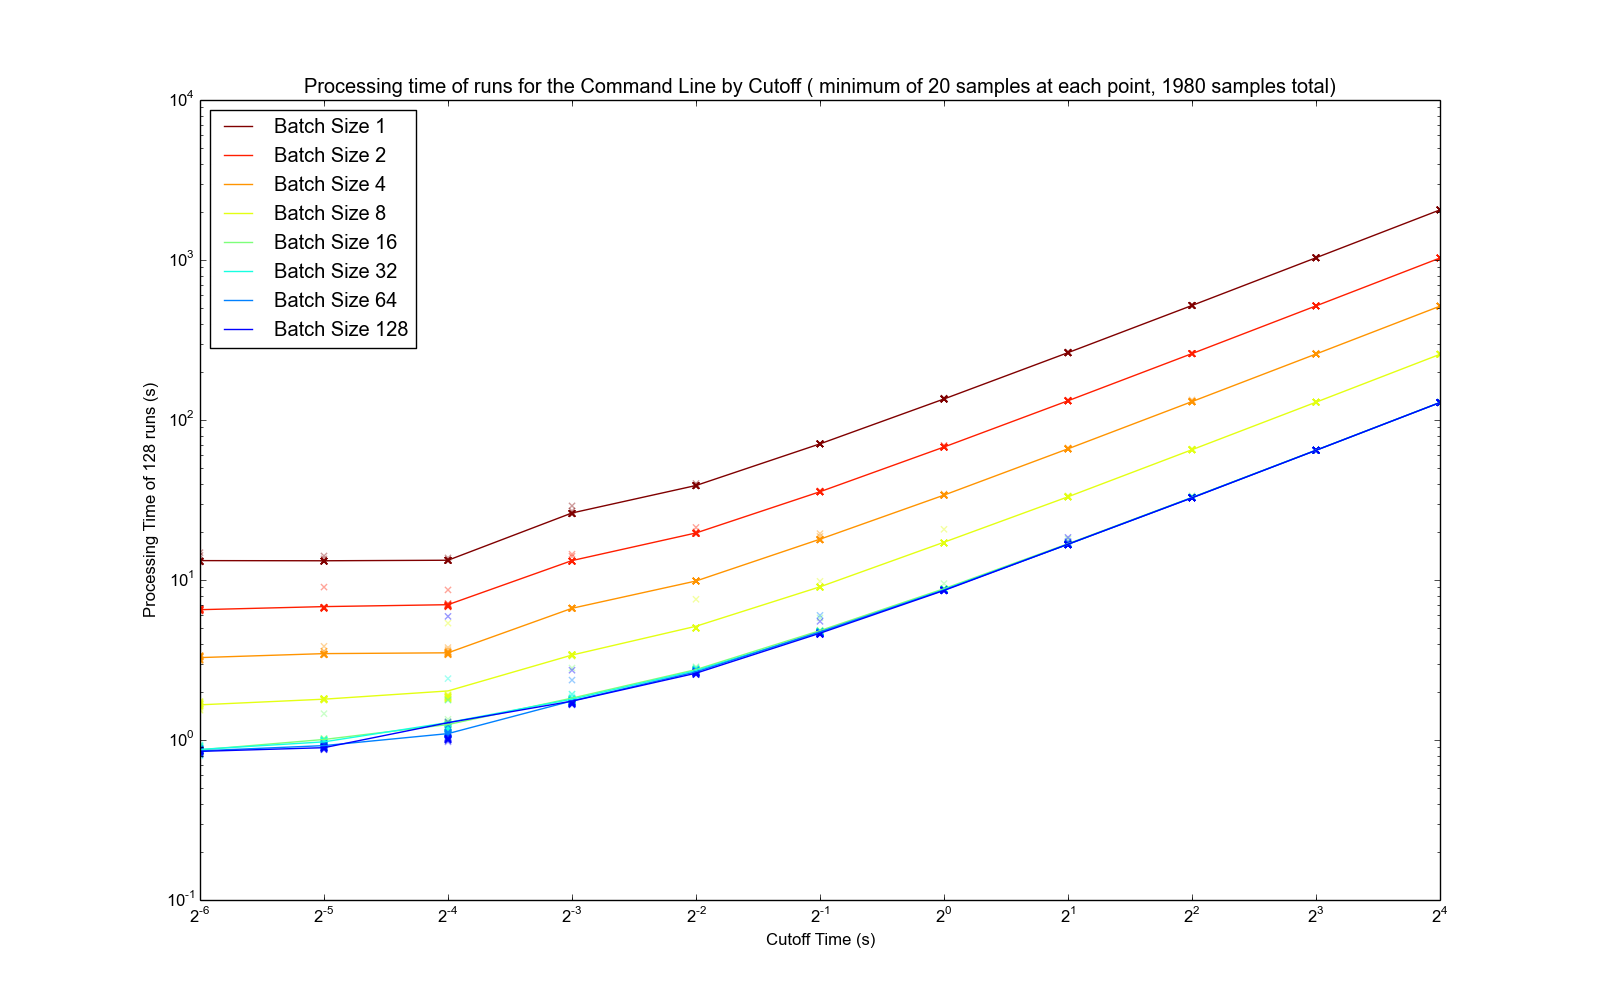 Processing time of runs for the Command Line by Cutoff ( minimum of 20 samples at each point, 1980 samples total)
Batch Size 1
Batch Size 2
Batch Size 4
Batch Size 8
Batch Size 16
Batch Size 32
Batch Size 64
Batch Size 128
Processing Time of 128 runs (s)
10^4
10^3
10^2
10^1
10^0
10^-1
2^-6 2^-5 2^-4 2^-3 2^-2 2^-1 2^0 2^1 2^2 2^3 2^4
Cutoff Time (s)